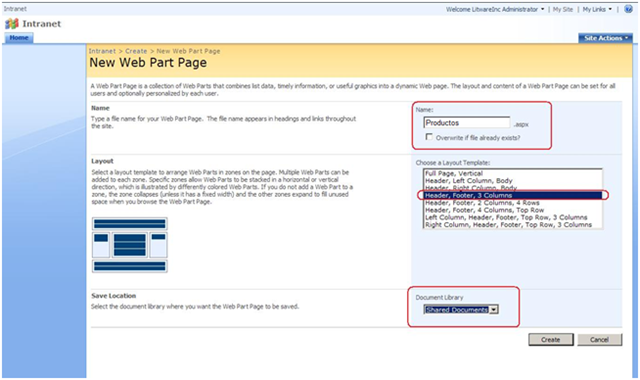 Intranet
Welcome LitwareInc Administrator | My Site | My Links
Intranet
Home
Site Actions
Intranet > Create > New Web Part Page
New Web Part Page
A Web Part Page is a collection of Web Parts that combines list data, timely information, or useful graphics into a dynamic Web page. The layout and content of a Web Part Page can be set for all
users and optionally personalized by each user.
Name
Type a file name for your Web Part Page. The file name appears in headings and links throughout
the site.
Name:
Productos .aspx
Overwrite if file already exists?
Layout
Select a layout template to arrange Web Parts in zones on the page. Multiple Web Parts can be
added to each zone. Specific zones allow Web Parts to be stacked in a horizontal or vertical
direction, which is illustrated by differently colored Web Parts. If you do not add a Web Part to a
zone, the zone collapses (unless it has a fixed width) and the other zones expand to fill unused
space when you browse the Web Part Page.
Choose a Layout Template:
Full Page, Vertical
Header, Left Column, Body
Header, Right Column, Body
Header, Footer, 3 Columns
Header, Footer, 2 Columns, 4 Rows
Header, Footer, 4 Columns, Top Row
Left Column, Header, Footer, Top Row, 3 Columns
Right Column, Header, Footer, Top Row, 3 Columns
Save Location
Select the document library where you want the Web Part Page to be saved.
Document Library
Shared Documents
Create
Cancel